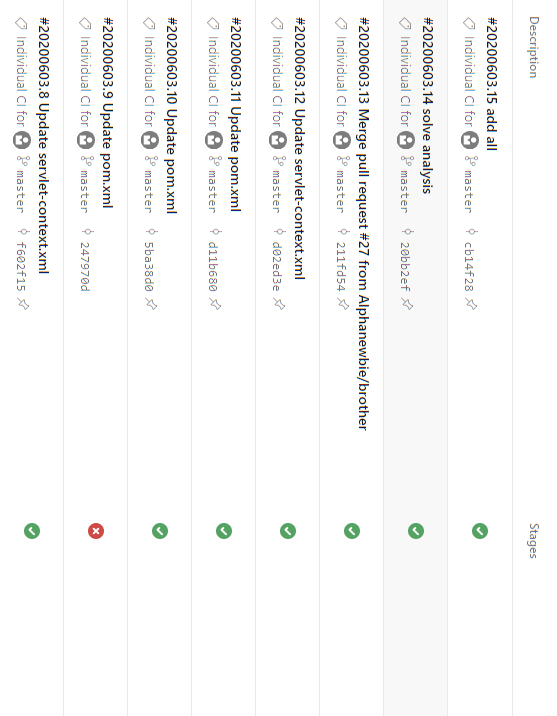 Description Stages
#20200603.15 add all
Individual CI for master cb14f28
#20200603.14 solve analysis
Individual CI for master 20bb2ef
#20200603.13 Merge pull request #27 from Alphanewbie/brother
Individual CI for master 211fd54
#20200603.12 Update servlet-context.xml
Individual CI for master d02ed3e
#20200603.11 Update pom.xml
Individual CI for master d11b680
#20200603.10 Update pom.xml
Individual CI for master 5ba38d0
#20200603.9 Update pom.xml
Individual CI for master 247970d
#20200603.8 Update servlet-context.xml
Individual CI for master f602f15